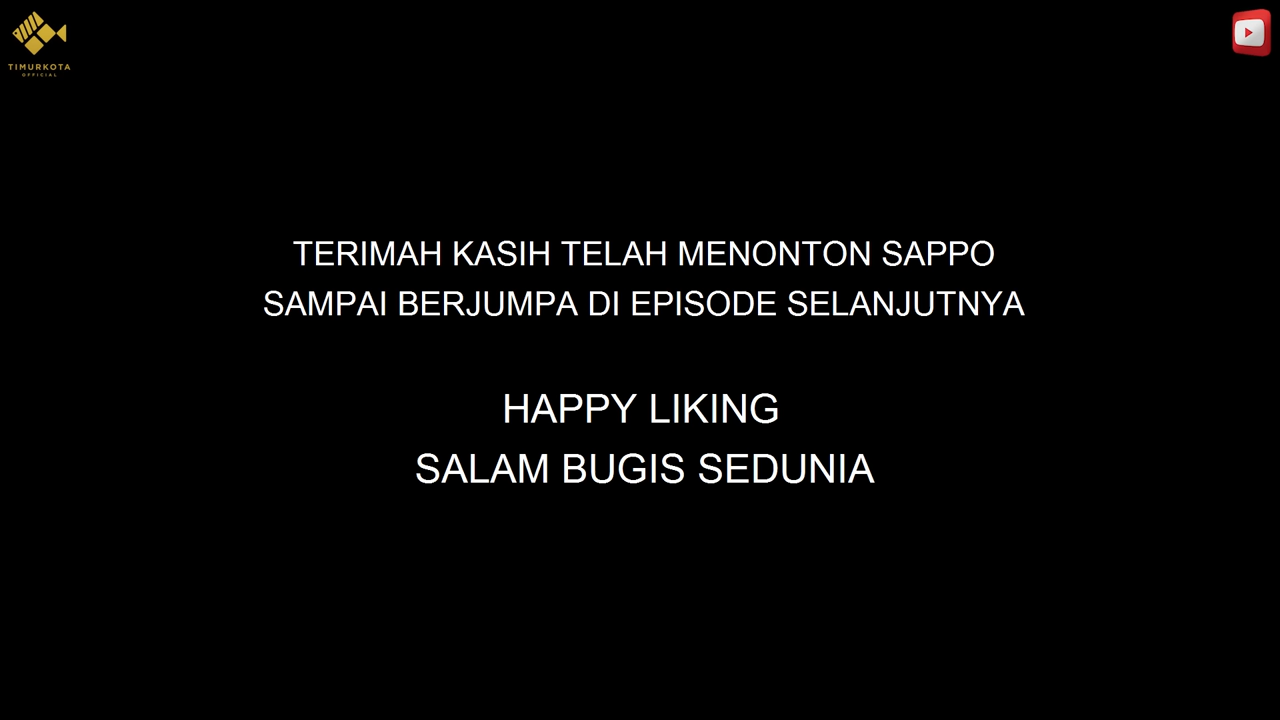 TIMURKOTA
OFFICIAL
TERIMAH KASIH TELAH MENONTON SAPPO
SAMPAI BERJUMPA DI EPISODE SELANJUTNYA
HAPPY LIKING
SALAM BUGIS SEDUNIA